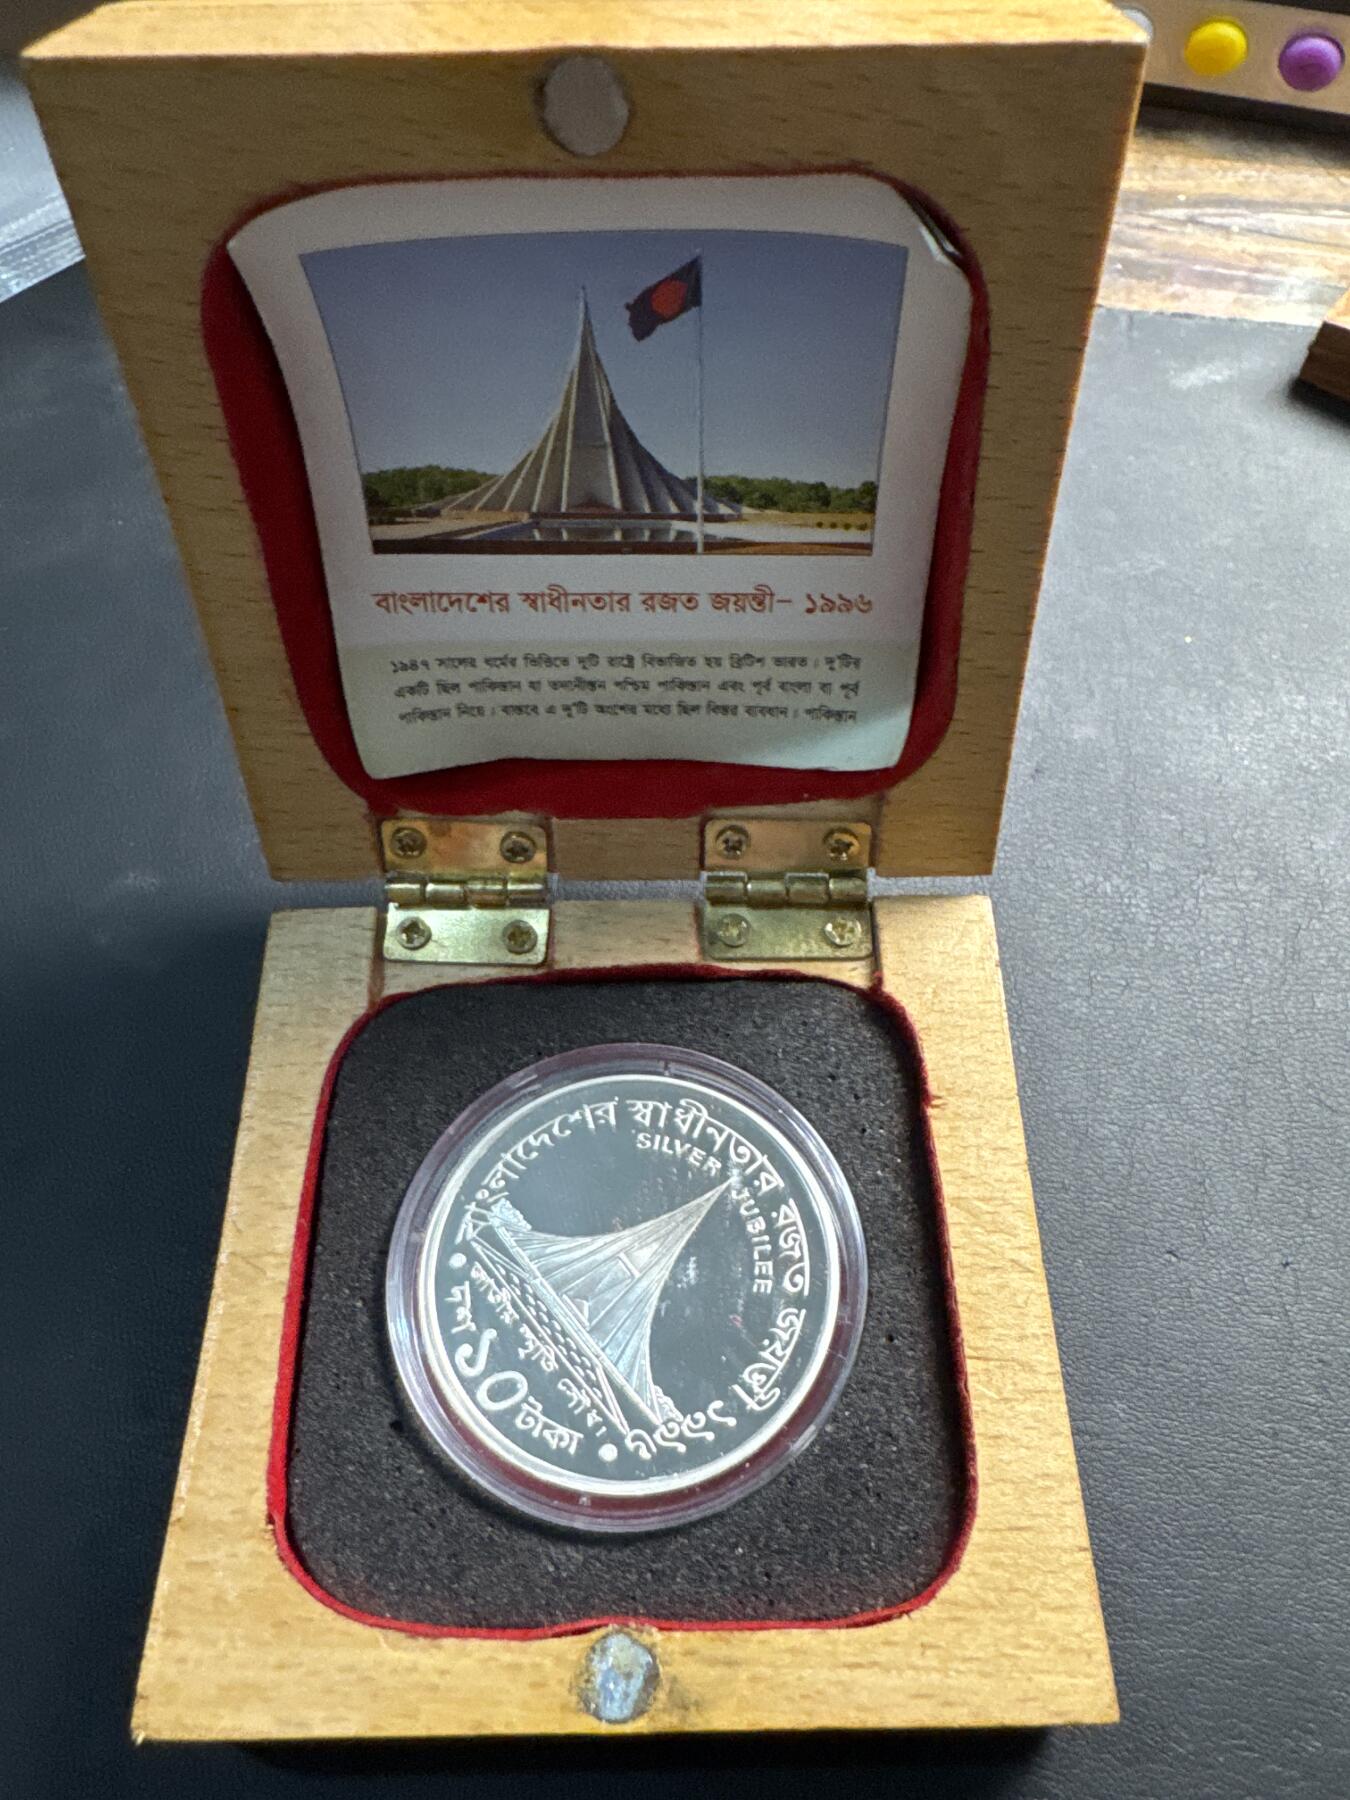 বাংলাদেশের স্বাধীনতার রজত জয়ন্তী- ১৯৯৬
১৯৪৭ সালের ধর্মের ভিত্তিতে দুটি রাষ্ট্রে বিভাজিত হয় ব্রিটিশ ভারত। দু'টির
একটি ছিল পাকিস্তান যা তদানীন্তন পশ্চিম পাকিস্তান এবং পূর্ব বাংলা বা পূর্ব
পাকিস্তান নিয়ে। বাস্তবে এ দু'টি অংশের মধ্যে ছিল বিস্তর ব্যবধান। পাকিস্তান
বাংলাদেশের স্বাধীনতার রজত জয়ন্তী ১৯৯৬
SILVER JUBILEE
জাতীয় স্মৃতি সৌধ।
দশ ১০ টাকা